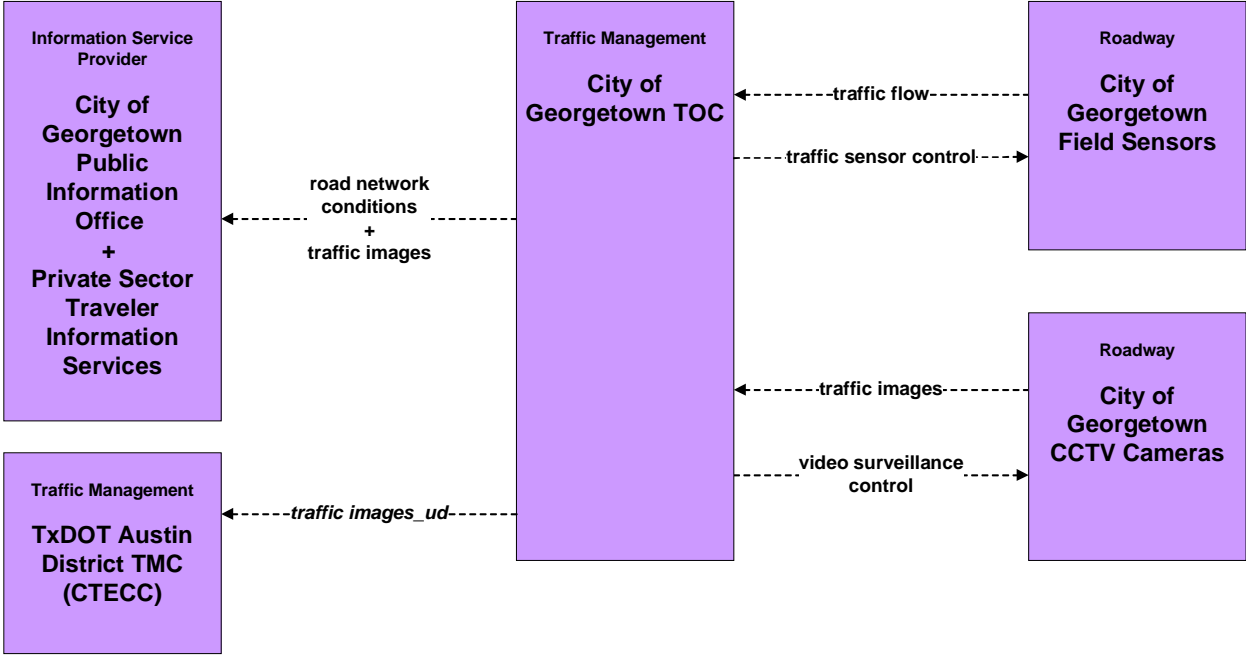 Information Service
Provider
City of
Georgetown
Public
Information
Office
+
Private Sector
Traveler
Information
Services
Traffic Management
TxDOT Austin
District TMC
(CTECC)
road network
conditions
+
traffic images
traffic images_ud
Traffic Management
City of
Georgetown TOC
traffic flow
traffic sensor control
traffic images
video surveillance
control
Roadway
City of
Georgetown
Field Sensors
Roadway
City of
Georgetown
CCTV Cameras